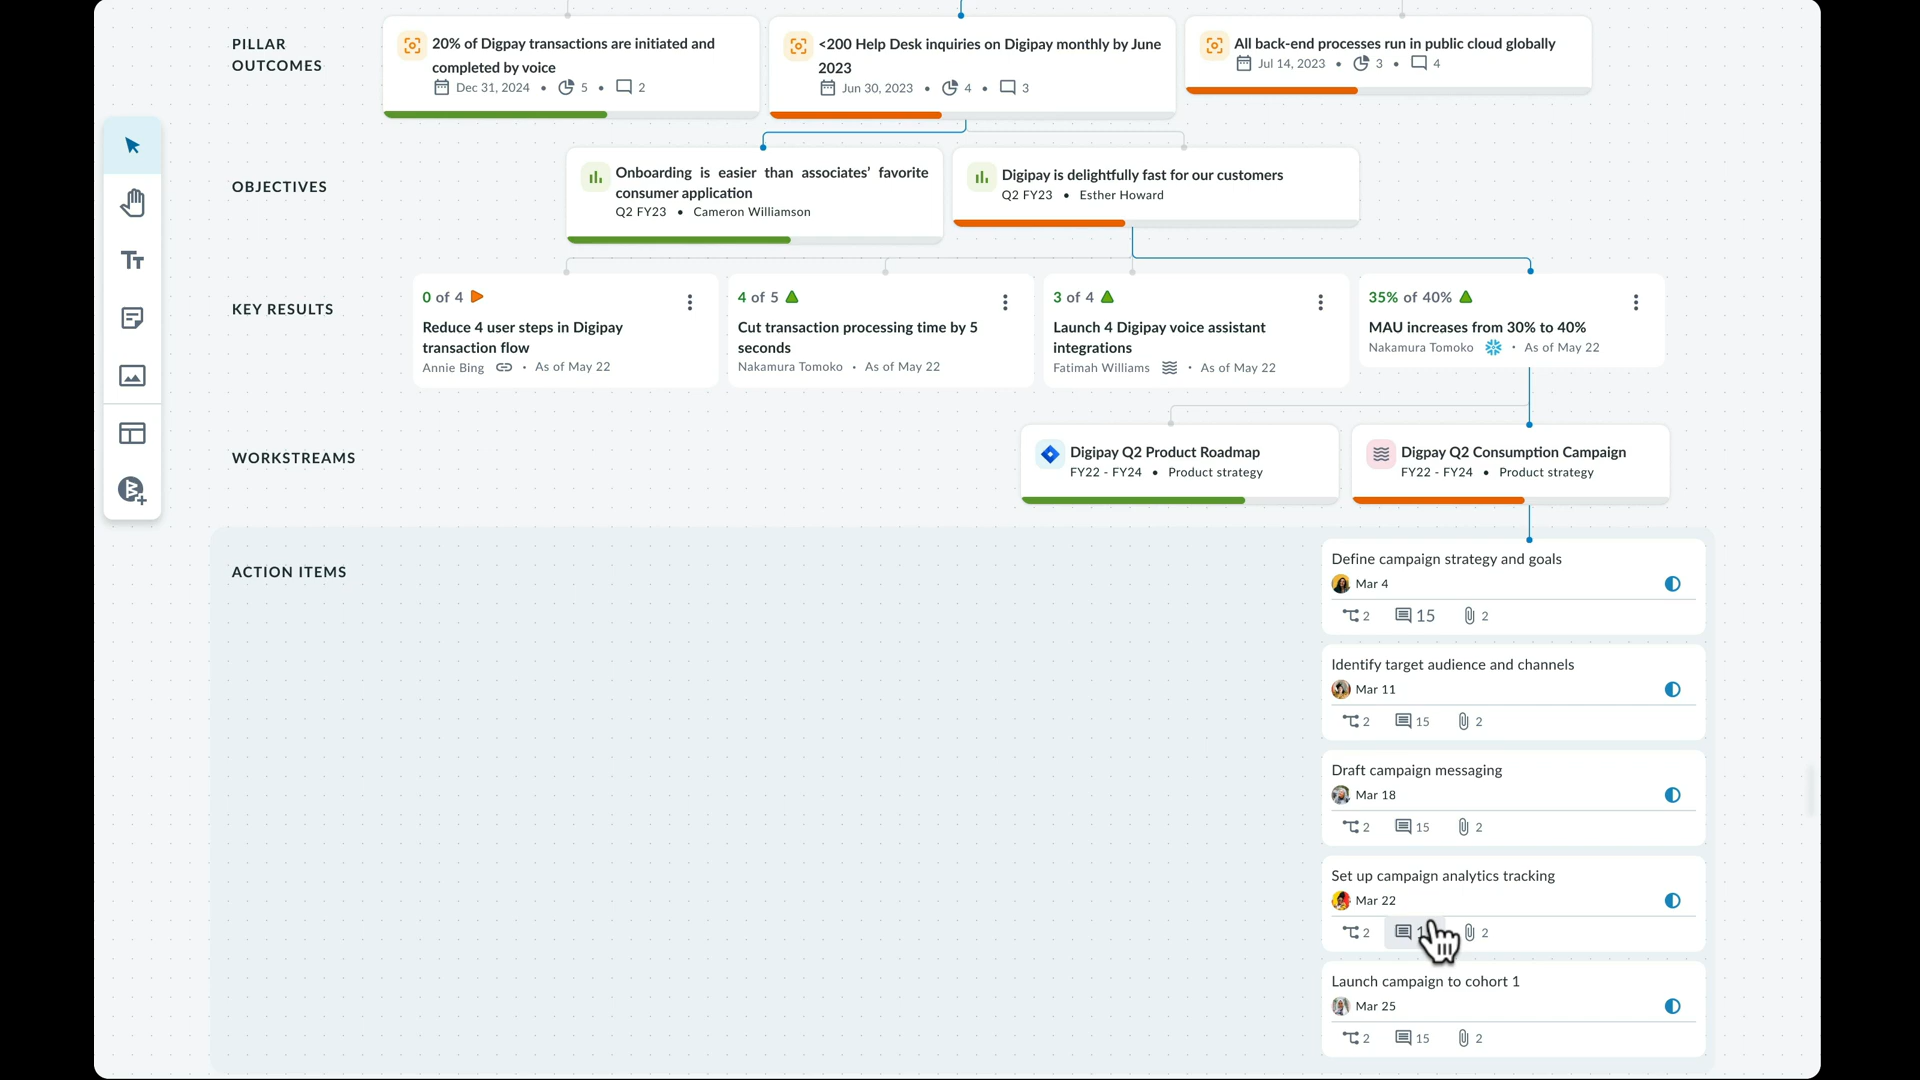 PILLAR
OUTCOMES
20% of Digpay transactions are initiated and
completed by voice
Dec 31, 2024 • 5 • 2
<200 Help Desk inquiries on Digipay monthly by June
2023
Jun 30, 2023 • 4 • 3
All back-end processes run in public cloud globally
Jul 14, 2023 • 3 • 4
OBJECTIVES
Onboarding is easier than associates' favorite
consumer application
Q2 FY23 • Cameron Williamson
Digipay is delightfully fast for our customers
Q2 FY23 • Esther Howard
KEY RESULTS
0 of 4
Reduce 4 user steps in Digipay
transaction flow
Annie Bing · As of May 22
4 of 5
Cut transaction processing time by 5
seconds
Nakamura Tomoko · As of May 22
3 of 4
Launch 4 Digipay voice assistant
integrations
Fatimah Williams · As of May 22
35% of 40%
MAU increases from 30% to 40%
Nakamura Tomoko · As of May 22
WORKSTREAMS
Digipay Q2 Product Roadmap
FY22 - FY24 • Product strategy
Digpay Q2 Consumption Campaign
FY22 - FY24 • Product strategy
ACTION ITEMS
Define campaign strategy and goals
Mar 4
2 15 2
Identify target audience and channels
Mar 11
2 15 2
Draft campaign messaging
Mar 18
2 15 2
Set up campaign analytics tracking
Mar 22
2 2
Launch campaign to cohort 1
Mar 25
2 15 2